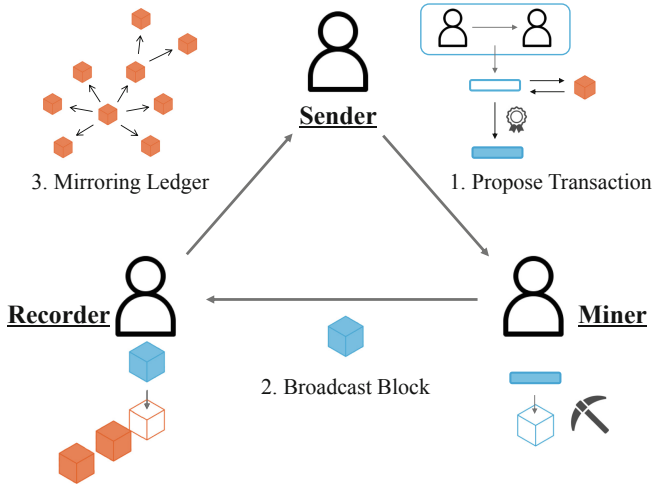 Sender
3. Mirroring Ledger
1. Propose Transaction
Recorder
Miner
2. Broadcast Block